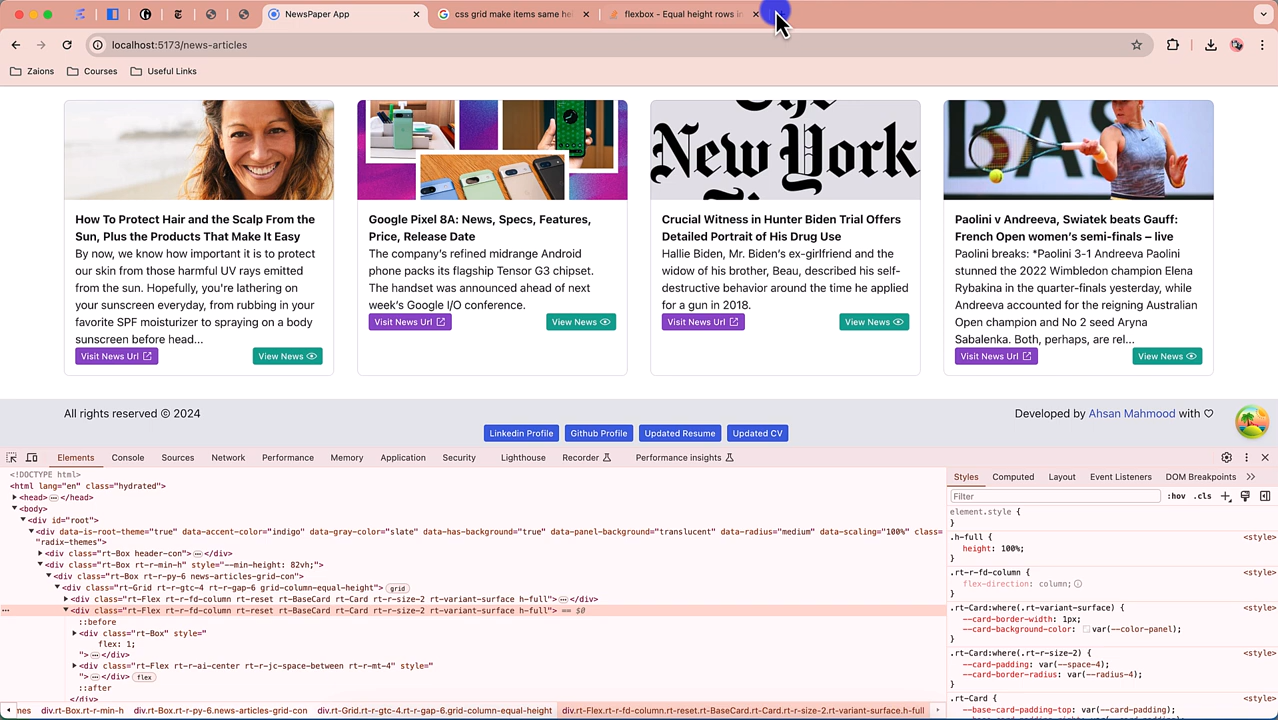 NewsPaper App
css grid make items same he
flexbox - Equal height rows in
localhost:5173/news-articles
Zaions
Courses
Useful Links
New York
How To Protect Hair and the Scalp From the
Sun, Plus the Products That Make It Easy
By now, we know how important it is to protect
our skin from those harmful UV rays emitted
from the sun. Hopefully, you're lathering on
your sunscreen everyday, from rubbing in your
favorite SPF moisturizer to spraying on a body
sunscreen before head...
Visit News Url
View News
Google Pixel 8A: News, Specs, Features,
Price, Release Date
The company's refined midrange Android
phone packs its flagship Tensor G3 chipset.
The handset was announced ahead of next
week's Google I/O conference.
Visit News Url
View News
Crucial Witness in Hunter Biden Trial Offers
Detailed Portrait of His Drug Use
Hallie Biden, Mr. Biden's ex-girlfriend and the
widow of his brother, Beau, described his self-
destructive behavior around the time he applied
for a gun in 2018.
Visit News Url
View News
Paolini v Andreeva, Swiatek beats Gauff:
French Open women's semi-finals – live
Paolini breaks: *Paolini 3-1 Andreeva Paolini
stunned the 2022 Wimbledon champion Elena
Rybakina in the quarter-finals yesterday, while
Andreeva accounted for the reigning Australian
Open champion and No 2 seed Aryna
Sabalenka. Both, perhaps, are rel...
Visit News Url
View News
All rights reserved © 2024
Developed by Ahsan Mahmood with ♡
Linkedin Profile
Github Profile
Updated Resume
Updated CV
Elements
Console
Sources
Network
Performance
Memory
Application
Security
Lighthouse
Recorder
Performance insights
<!DOCTYPE html>
<html lang="en" class="hydrated">
<head> … </head>
<body>
<div id="root">
<div data-is-root-theme="true" data-accent-color="indigo" data-gray-color="slate" data-has-background="true" data-panel-background="translucent" data-radius="medium" data-scaling="100%" class=
"radix-themes">
<div class="rt-Box header-con"> … </div>
<div class="rt-Box rt-r-min-h" style="--min-height: 82vh;">
<div class="rt-Box rt-r-py-6 news-articles-grid-con">
<div class="rt-Grid rt-r-gtc-4 rt-r-gap-6 grid-column-equal-height"> grid
<div class="rt-Flex rt-r-fd-column rt-reset rt-BaseCard rt-Card rt-r-size-2 rt-variant-surface h-full"> … </div>
<div class="rt-Flex rt-r-fd-column rt-reset rt-BaseCard rt-Card rt-r-size-2 rt-variant-surface h-full"> == $0
::before
<div class="rt-Box" style="
flex: 1;
"> … </div>
<div class="rt-Flex rt-r-ai-center rt-r-jc-space-between rt-r-mt-4" style="
"> … </div> flex
::after
</div>
mes
div.rt-Box.rt-r-min-h
div.rt-Box.rt-r-py-6.news-articles-grid-con
div.rt-Grid.rt-r-gtc-4.rt-r-gap-6.grid-column-equal-height
div.rt-Flex.rt-r-fd-column.rt-reset.rt-BaseCard.rt-Card.rt-r-size-2.rt-variant-surface.h-full
Styles
Computed
Layout
Event Listeners
DOM Breakpoints
Filter
:hov
.cls
element.style {
}
.h-full {
<style>
height: 100%;
}
.rt-r-fd-column {
<style>
flex-direction: column;
}
.rt-Card:where(.rt-variant-surface) {
<style>
--card-border-width: 1px;
--card-background-color: var(--color-panel);
}
.rt-Card:where(.rt-r-size-2) {
<style>
--card-padding: var(--space-4);
--card-border-radius: var(--radius-4);
}
.rt-Card {
<style>